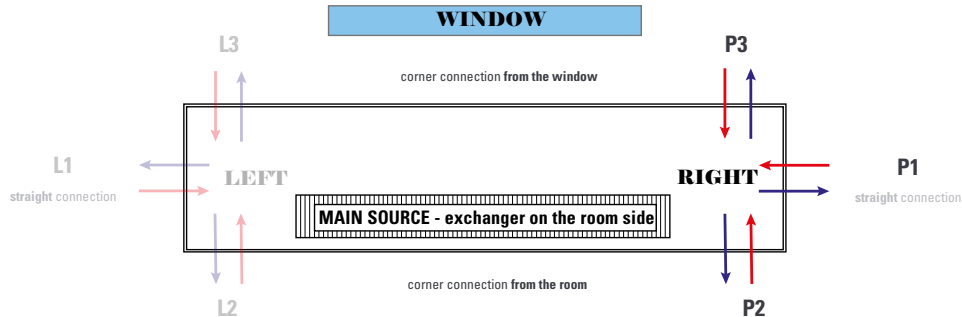 WINDOW
L3
P3
corner connection from the window
L1
straight connection
LEFT
RIGHT
P1
straight connection
MAIN SOURCE - exchanger on the room side
corner connection from the room
L2
P2